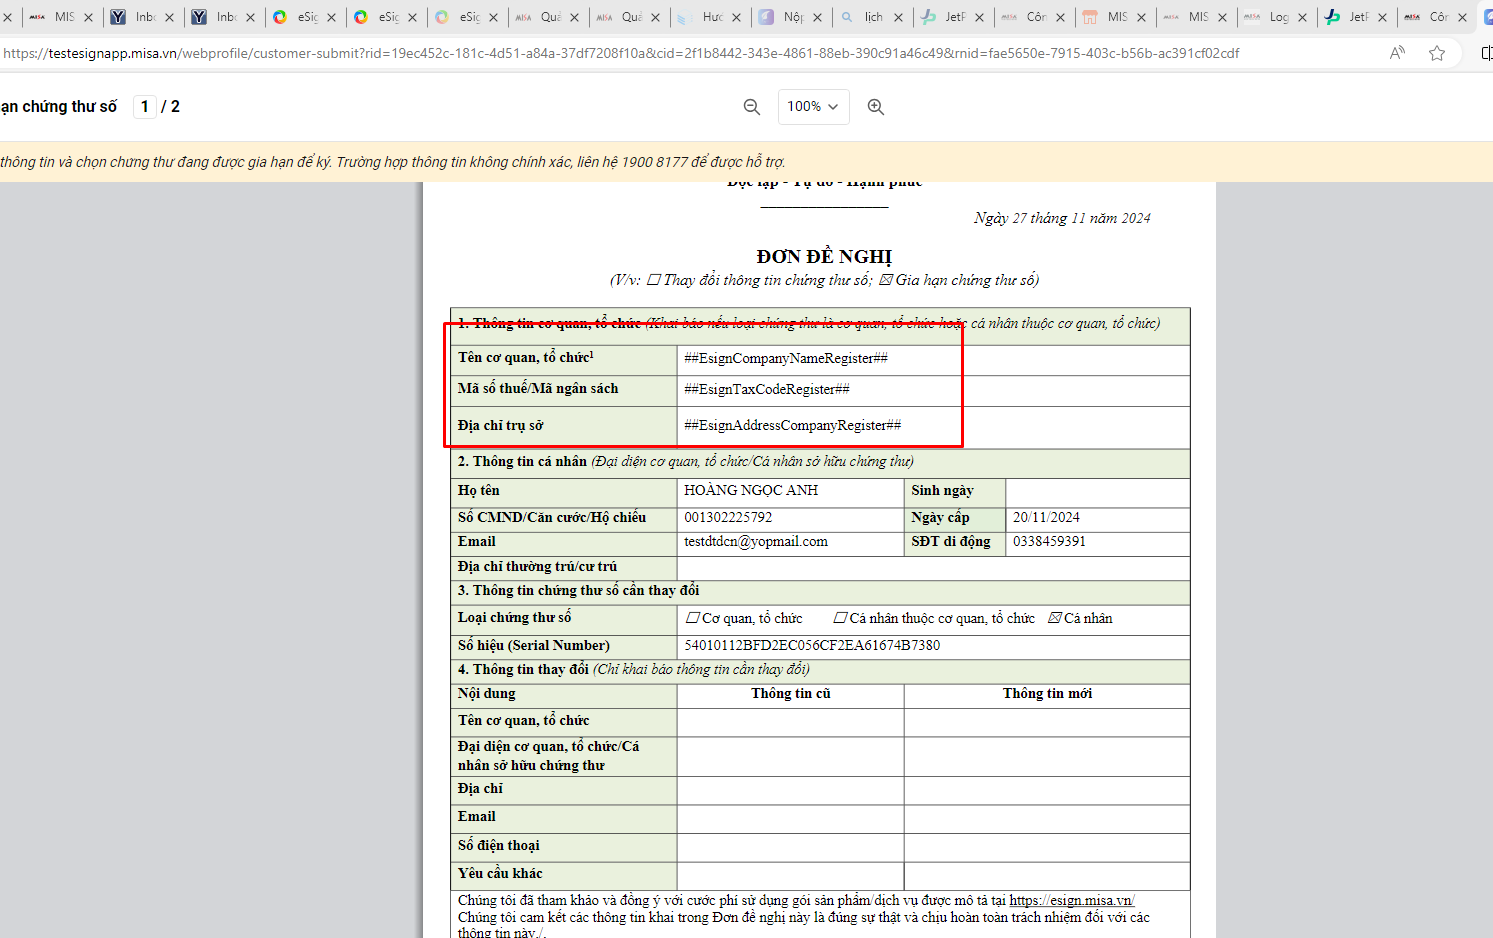 MIS Inbo Inbo eSig eSig eSig Quả Quả Hướ Nộp lịch JetF Côn MIS MIS Log JetF Côn
https://testesignapp.misa.vn/webprofile/customer-submit?rid=19ec452c-181c-4d51-a84a-37df7208f10a&cid=2f1b8442-343e-4861-88eb-390c91a46c49&rnid=fae5650e-7915-403c-b56b-ac391cf02cdf
ạn chứng thư số 1 / 2 100%
thông tin và chọn chứng thư đang được gia hạn để ký. Trường hợp thông tin không chính xác, liên hệ 1900 8177 để được hỗ trợ.
Độc lập - Tự do - Hạnh phúc
Ngày 27 tháng 11 năm 2024
ĐƠN ĐỀ NGHỊ
(V/v: ☐ Thay đổi thông tin chứng thư số; ☒ Gia hạn chứng thư số)
1. Thông tin cơ quan, tổ chức (Khai báo nếu loại chứng thư là cơ quan, tổ chức hoặc cá nhân thuộc cơ quan, tổ chức)
Tên cơ quan, tổ chức¹ ##EsignCompanyNameRegister##
Mã số thuế/Mã ngân sách ##EsignTaxCodeRegister##
Địa chỉ trụ sở ##EsignAddressCompanyRegister##
2. Thông tin cá nhân (Đại diện cơ quan, tổ chức/Cá nhân sở hữu chứng thư)
Họ tên HOÀNG NGỌC ANH Sinh ngày
Số CMND/Căn cước/Hộ chiếu 001302225792 Ngày cấp 20/11/2024
Email testdtdcn@yopmail.com SĐT di động 0338459391
Địa chỉ thường trú/cư trú
3. Thông tin chứng thư số cần thay đổi
Loại chứng thư số ☐ Cơ quan, tổ chức ☐ Cá nhân thuộc cơ quan, tổ chức ☒ Cá nhân
Số hiệu (Serial Number) 54010112BFD2EC056CF2EA61674B7380
4. Thông tin thay đổi (Chỉ khai báo thông tin cần thay đổi)
Nội dung Thông tin cũ Thông tin mới
Tên cơ quan, tổ chức
Đại diện cơ quan, tổ chức/Cá
nhân sở hữu chứng thư
Địa chỉ
Email
Số điện thoại
Yêu cầu khác
Chúng tôi đã tham khảo và đồng ý với cước phí sử dụng gói sản phẩm/dịch vụ được mô tả tại https://esign.misa.vn/
Chúng tôi cam kết các thông tin khai trong Đơn đề nghị này là đúng sự thật và chịu hoàn toàn trách nhiệm đối với các
thông tin này./.